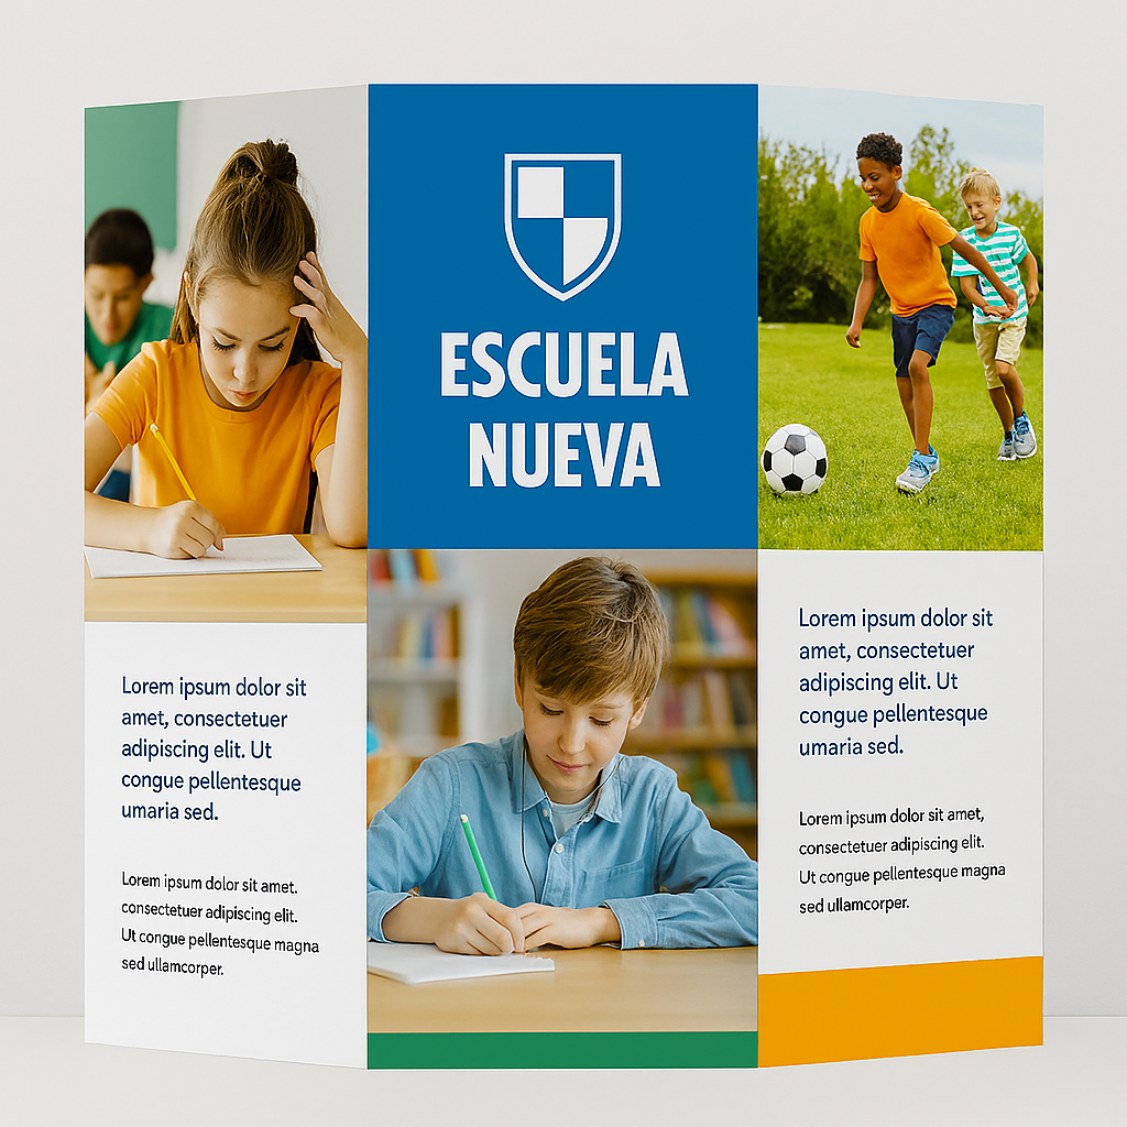 ESCUELA
NUEVA
Lorem ipsum dolor sit
amet, consectetuer
adipiscing elit. Ut
congue pellentesque
umaria sed.
Lorem ipsum dolor sit amet.
consectetuer adipiscing elit.
Ut congue pellentesque magna
sed ullamcorper.
Lorem ipsum dolor sit
amet, consectetuer
adipiscing elit. Ut
congue pellentesque
umaria sed.
Lorem ipsum dolor sit amet,
consectetuer adipiscing elit.
Ut congue pellentesque magna
sed ullamcorper.